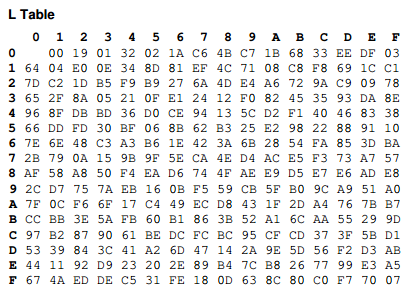 L Table
0 1 2 3 4 5 6 7 8 9 A B C D E F
0 00 19 01 32 02 1A C6 4B C7 1B 68 33 EE DF 03
1 64 04 E0 0E 34 8D 81 EF 4C 71 08 C8 F8 69 1C C1
2 7D C2 1D B5 F9 B9 27 6A 4D E4 A6 72 9A C9 09 78
3 65 2F 8A 05 21 0F E1 24 12 F0 82 45 35 93 DA 8E
4 96 8F DB BD 36 D0 CE 94 13 5C D2 F1 40 46 83 38
5 66 DD FD 30 BF 06 8B 62 B3 25 E2 98 22 88 91 10
6 7E 6E 48 C3 A3 B6 1E 42 3A 6B 28 54 FA 85 3D BA
7 2B 79 0A 15 9B 9F 5E CA 4E D4 AC E5 F3 73 A7 57
8 AF 58 A8 50 F4 EA D6 74 4F AE E9 D5 E7 E6 AD E8
9 2C D7 75 7A EB 16 0B F5 59 CB 5F B0 9C A9 51 A0
A 7F 0C F6 6F 17 C4 49 EC D8 43 1F 2D A4 76 7B B7
B CC BB 3E 5A FB 60 B1 86 3B 52 A1 6C AA 55 29 9D
C 97 B2 87 90 61 BE DC FC BC 95 CF CD 37 3F 5B D1
D 53 39 84 3C 41 A2 6D 47 14 2A 9E 5D 56 F2 D3 AB
E 44 11 92 D9 23 20 2E 89 B4 7C B8 26 77 99 E3 A5
F 67 4A ED DE C5 31 FE 18 0D 63 8C 80 C0 F7 70 07